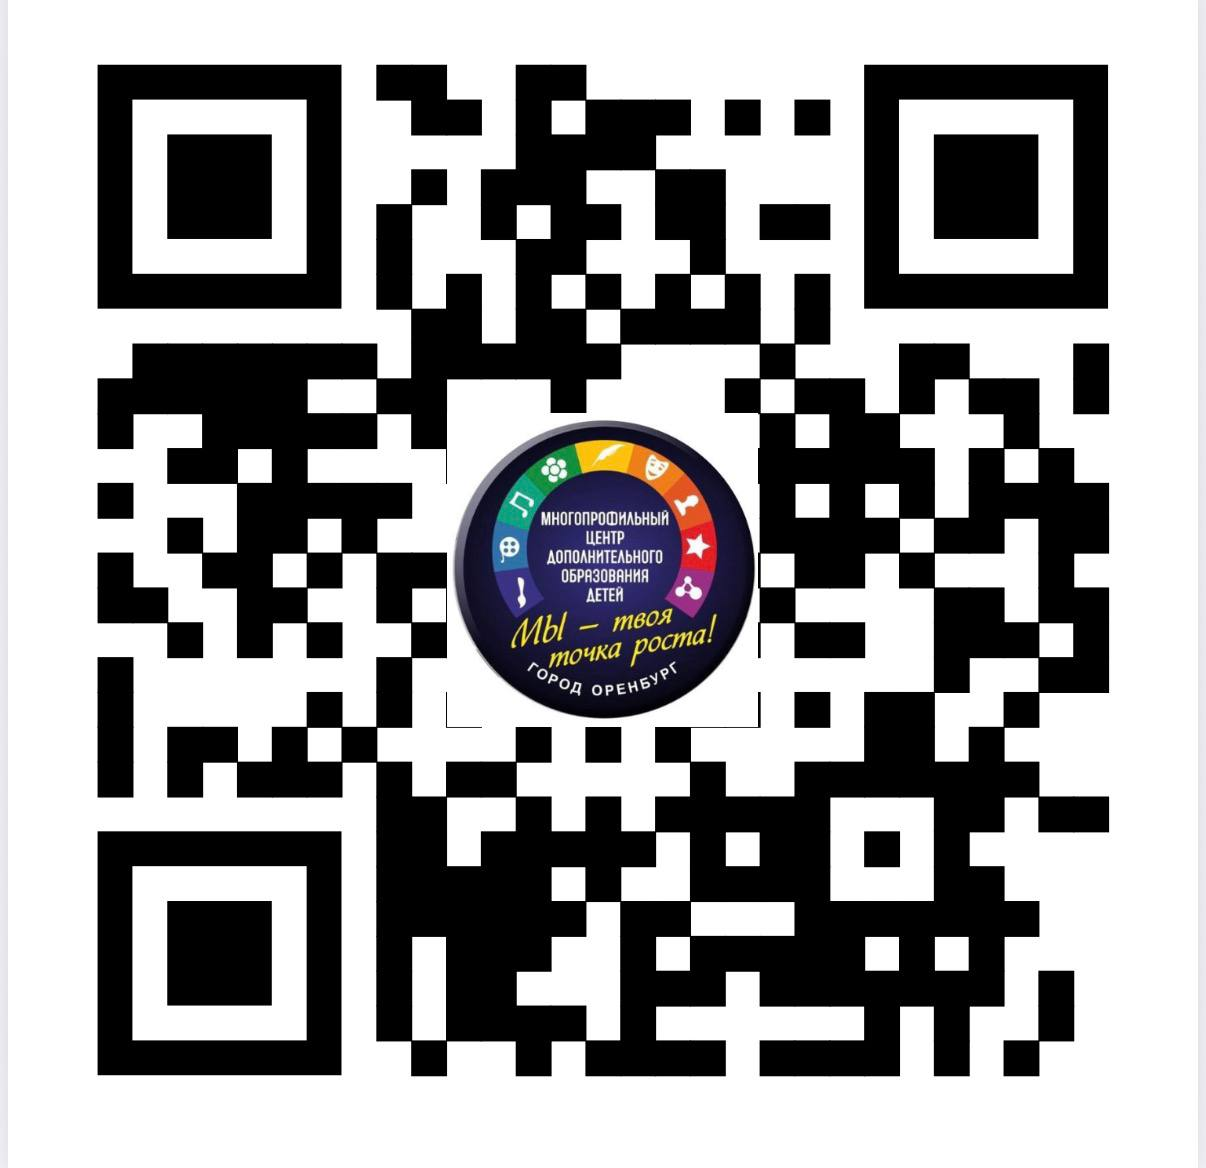 МНОГОПРОФИЛЬНЫЙ
ЦЕНТР
ДОПОЛНИТЕЛЬНОГО
ОБРАЗОВАНИЯ
ДЕТЕЙ
Мы – твоя
точка роста!
ГОРОД ОРЕНБУРГ